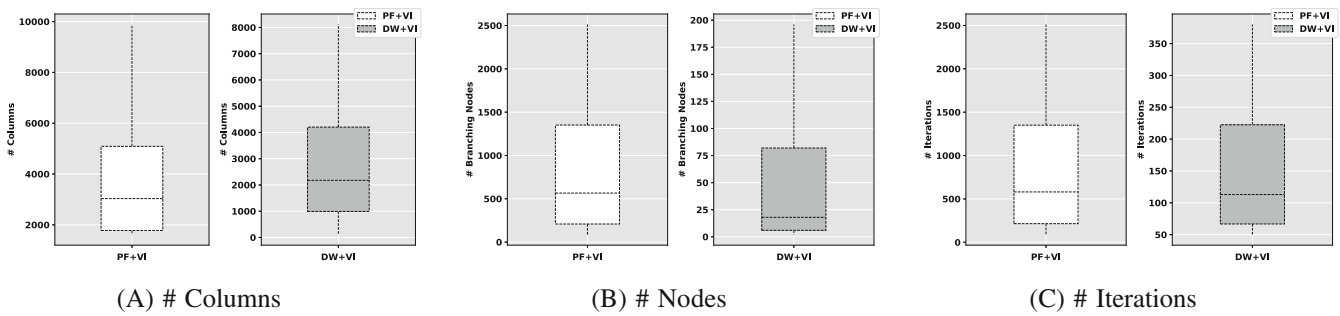 # Columns
10000
8000
6000
4000
2000
PF+VI
# Columns
8000
7000
6000
5000
4000
3000
2000
1000
0
DW+VI
PF+VI
DW+VI
(A) # Columns
# Branching Nodes
2500
2000
1500
1000
500
0
PF+VI
# Branching Nodes
200
175
150
125
100
75
50
25
0
DW+VI
PF+VI
DW+VI
(B) # Nodes
# Iterations
2500
2000
1500
1000
500
0
PF+VI
# Iterations
350
300
250
200
150
100
50
DW+VI
PF+VI
DW+VI
(C) # Iterations